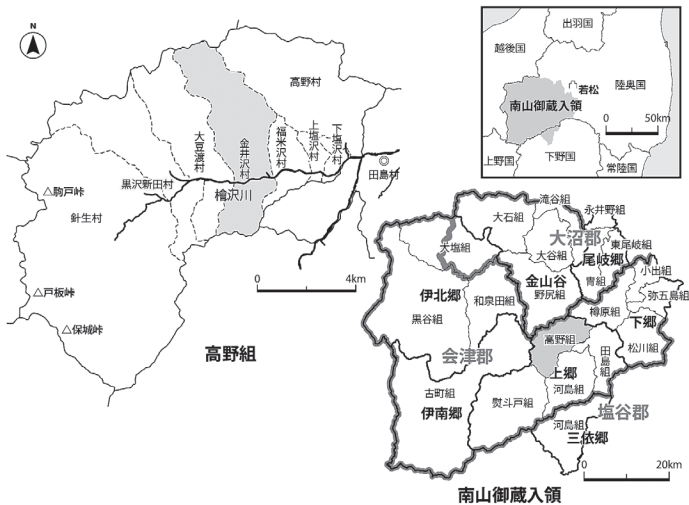 N
高野村
大豆渡村
金井沢村
福米沢村
上塩沢村
下塩沢村
田島村
黒沢新田村
檜沢川
△駒戸峠
針生村
△戸板峠
△保城峠
0 4km
高野組
出羽国
越後国
陸奥国
若松
南山御蔵入領
0 50km
上野国
下野国
常陸国
滝谷組
大石組
永井野組
大塩組
大沼郡
東尾岐組
大谷組
尾岐郷
小出組
金山谷
冑組
伊北郷
野尻組
弥五島組
和泉田組
楢原組
黒谷組
下郷
高野組
会津郡
田島組
松川組
上郷
古町組
河島組
伊南郷
熨斗戸組
塩谷郡
河島組
三依郷
0 20km
南山御蔵入領